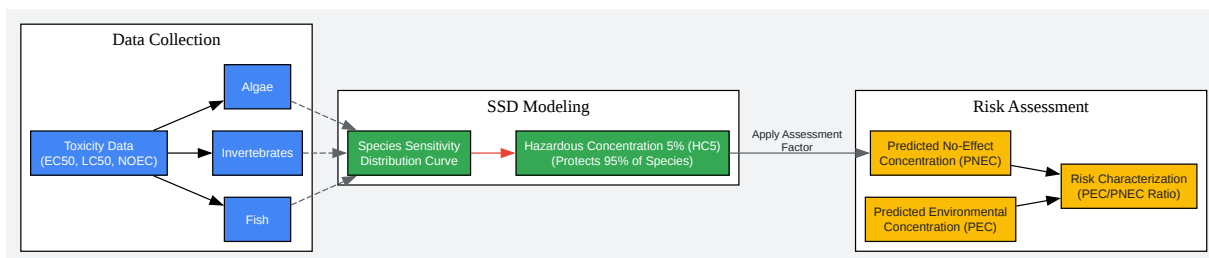 Data Collection
Toxicity Data
(EC50, LC50, NOEC)
Algae
Invertebrates
Fish
SSD Modeling
Species Sensitivity
Distribution Curve
Hazardous Concentration 5% (HC5)
(Protects 95% of Species)
Apply Assessment
Factor
Risk Assessment
Predicted No-Effect
Concentration (PNEC)
Predicted Environmental
Concentration (PEC)
Risk Characterization
(PEC/PNEC Ratio)